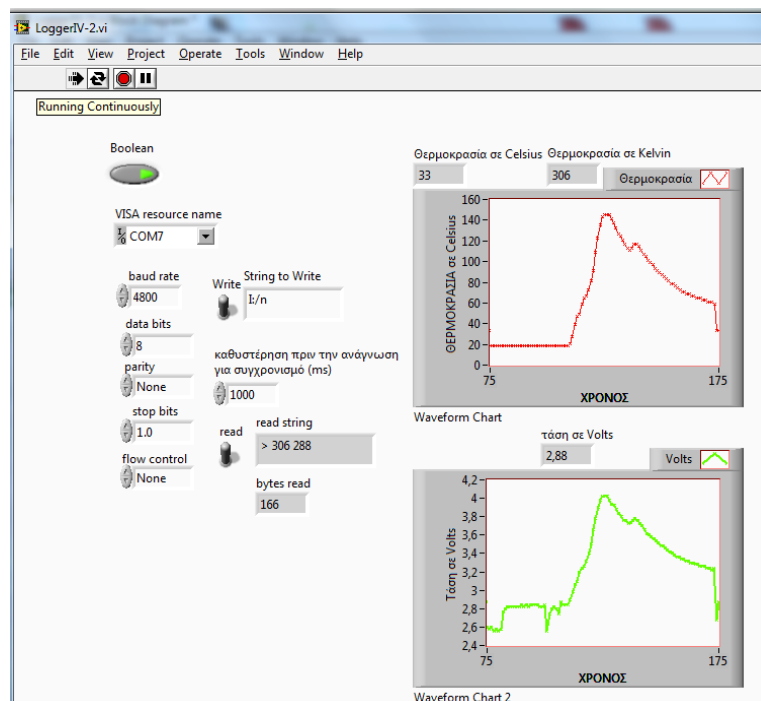 LoggerIV-2.vi
File Edit View Project Operate Tools Window Help
Running Continuously
Boolean
VISA resource name
I/O COM7
baud rate
4800
data bits
8
parity
None
stop bits
1.0
flow control
None
Write
String to Write
I:/n
καθυστέρηση πριν την ανάγνωση
για συγχρονισμό (ms)
1000
read
read string
> 306 288
bytes read
166
Θερμοκρασία σε Celsius
33
Θερμοκρασία σε Kelvin
306
Θερμοκρασία
ΘΕΡΜΟΚΡΑΣΙΑ σε Celsius
160
140
120
100
80
60
40
20
0
75
175
ΧΡΟΝΟΣ
Waveform Chart
τάση σε Volts
2,88
Volts
Τάση σε Volts
4,2
4
3,8
3,6
3,4
3,2
3
2,8
2,6
2,4
75
175
ΧΡΟΝΟΣ
Waveform Chart 2